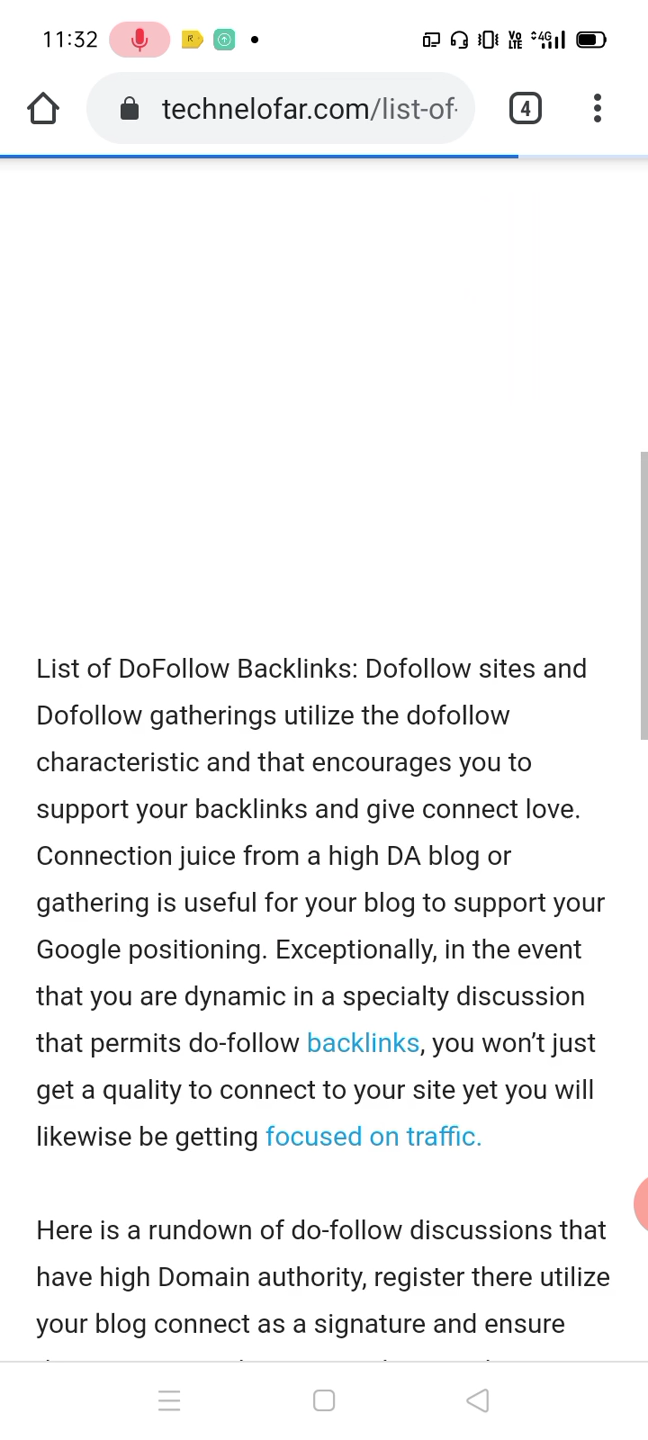 11:32 R VO LTE 4G
technelofar.com/list-of- 4
List of DoFollow Backlinks: Dofollow sites and
Dofollow gatherings utilize the dofollow
characteristic and that encourages you to
support your backlinks and give connect love.
Connection juice from a high DA blog or
gathering is useful for your blog to support your
Google positioning. Exceptionally, in the event
that you are dynamic in a specialty discussion
that permits do-follow backlinks, you won’t just
get a quality to connect to your site yet you will
likewise be getting focused on traffic.
Here is a rundown of do-follow discussions that
have high Domain authority, register there utilize
your blog connect as a signature and ensure